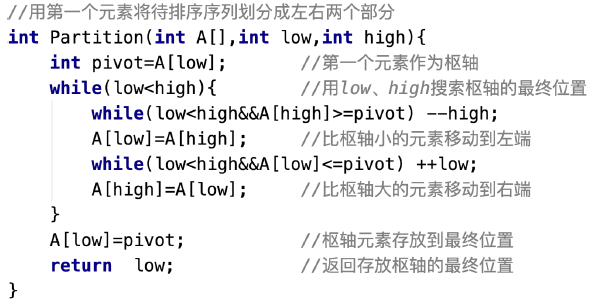 //用第一个元素将待排序序列划分成左右两个部分
int Partition(int A[],int low,int high){
    int pivot=A[low];       //第一个元素作为枢轴
    while(low<high){        //用low、high搜索枢轴的最终位置
        while(low<high&&A[high]>=pivot) --high;
        A[low]=A[high];     //比枢轴小的元素移动到左端
        while(low<high&&A[low]<=pivot) ++low;
        A[high]=A[low];     //比枢轴大的元素移动到右端
    }
    A[low]=pivot;           //枢轴元素存放到最终位置
    return  low;            //返回存放枢轴的最终位置
}